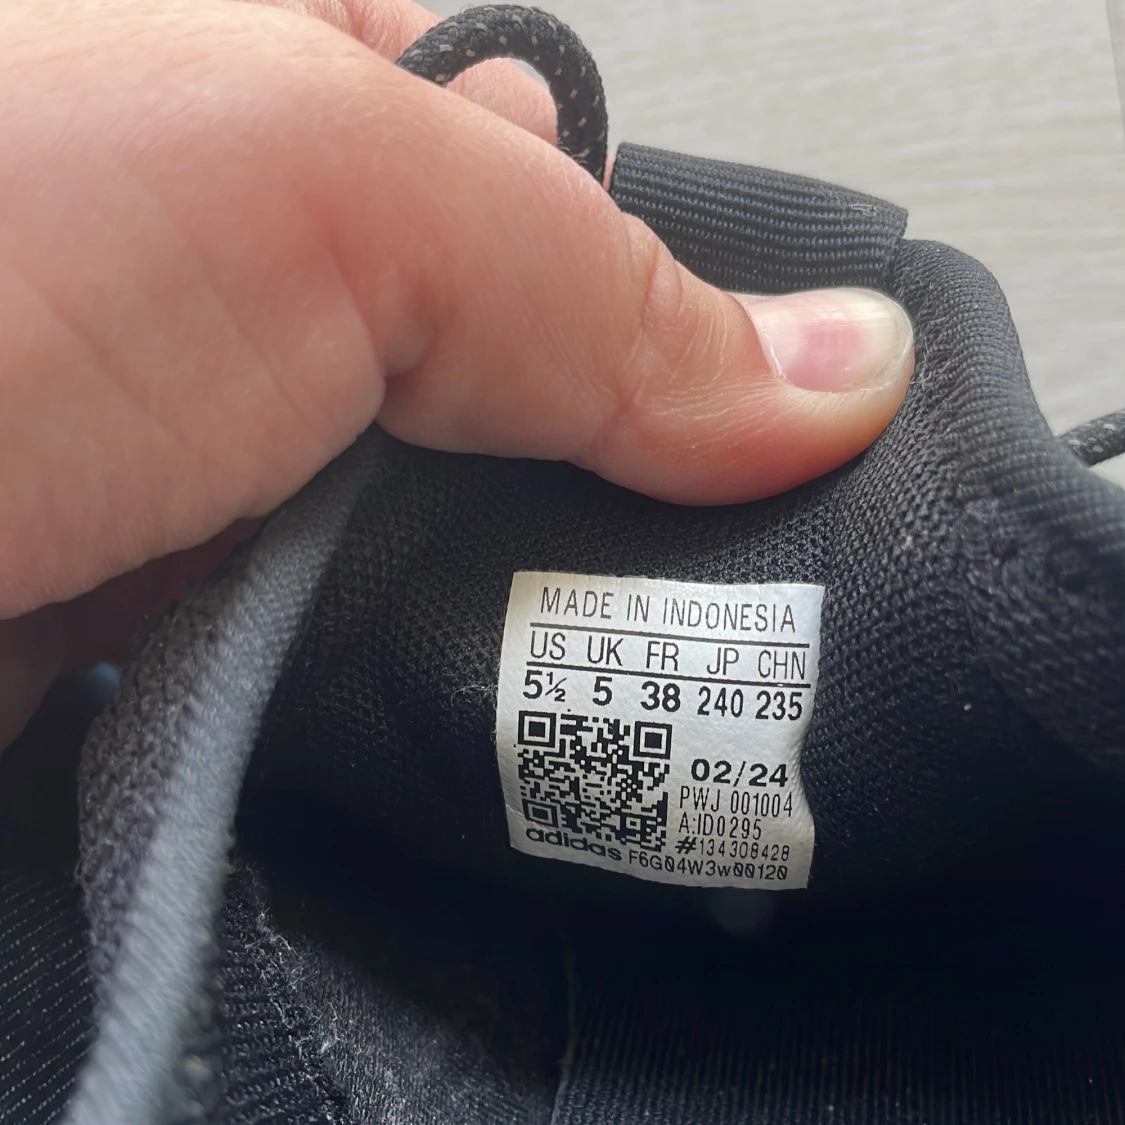 MADE IN INDONESIA
US UK FR JP CHN
5½ 5 38 240 235
02/24
PWJ 001004
A:ID0295
#134308428
adidas F6G04W3w00120